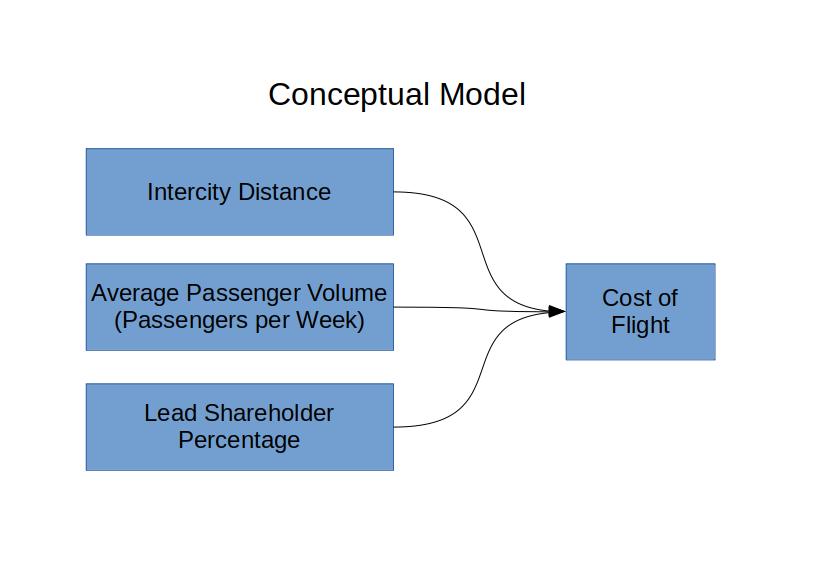 Conceptual Model
Intercity Distance
Average Passenger Volume
(Passengers per Week)
Lead Shareholder
Percentage
Cost of
Flight